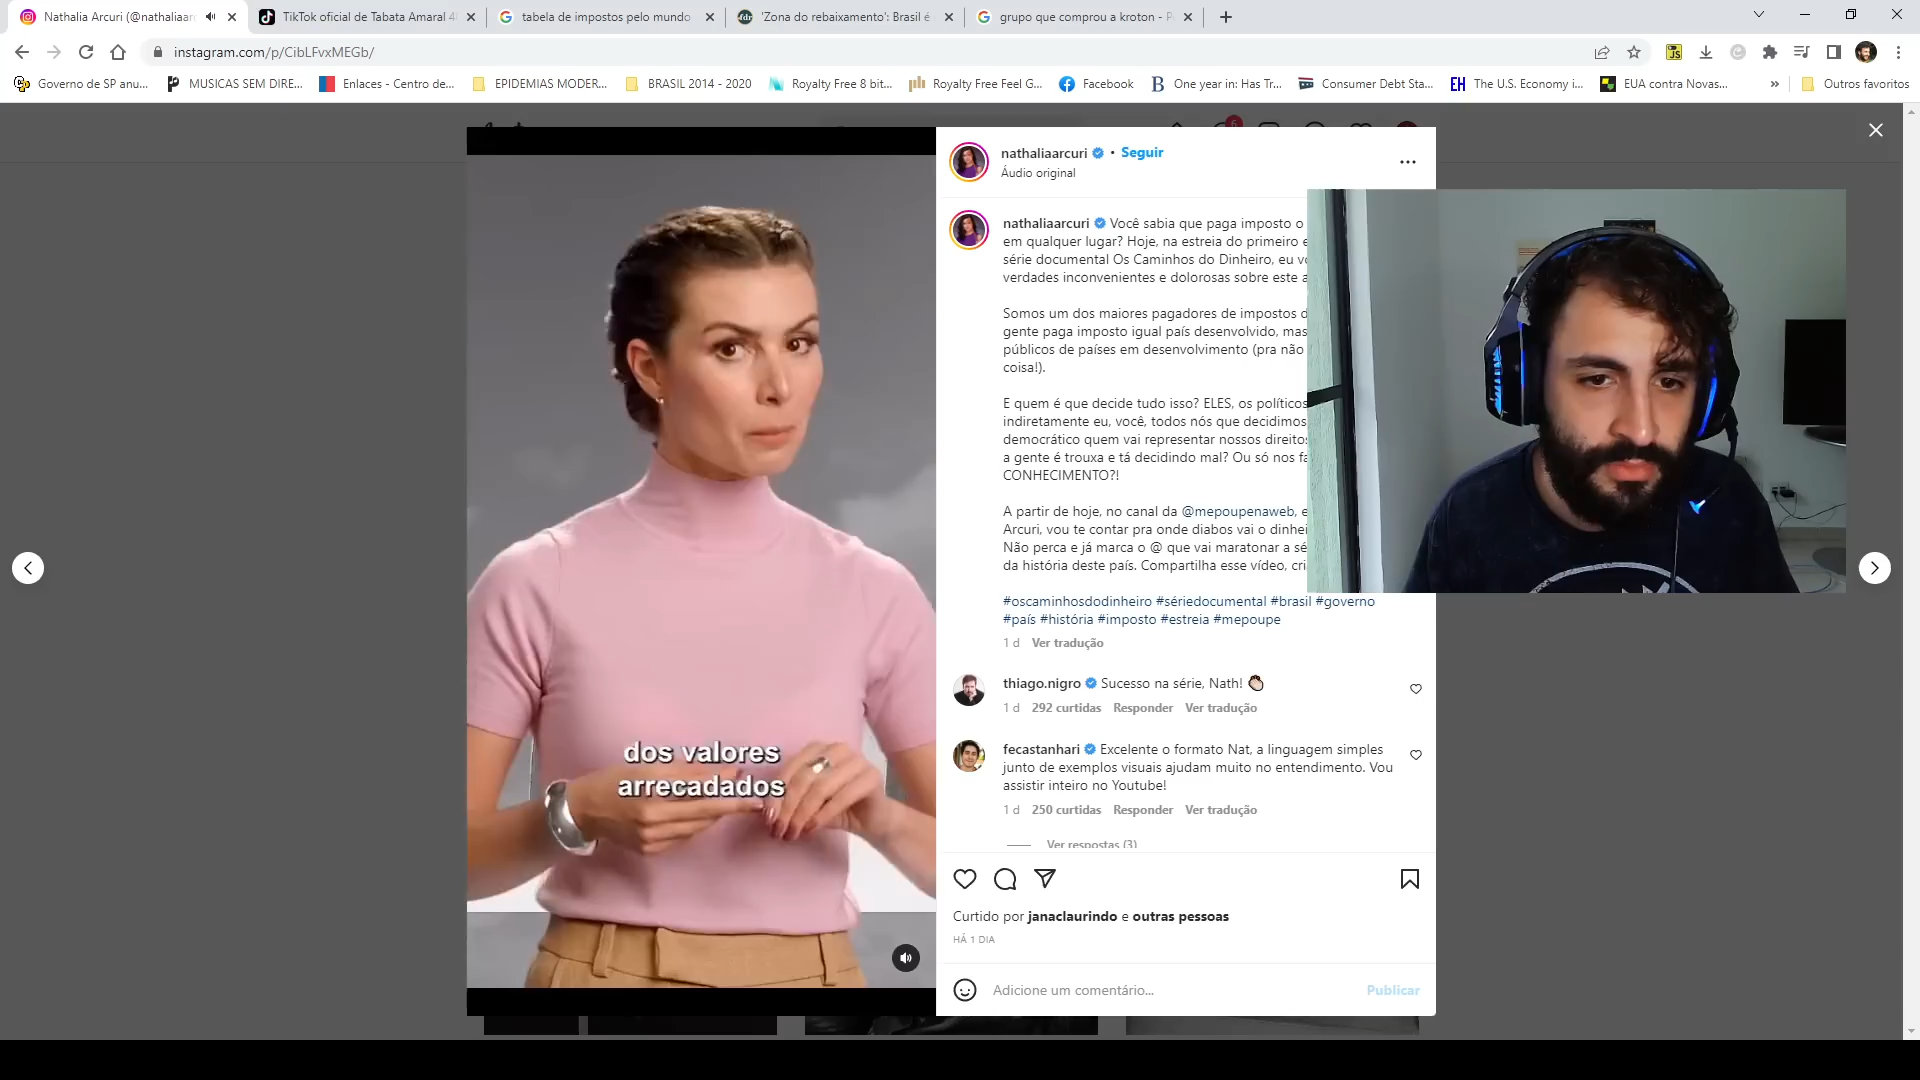 Nathalia Arcuri (@nathaliaar
TikTok oficial de Tabata Amaral 4
tabela de impostos pelo mundo
'Zona do rebaixamento': Brasil é
grupo que comprou a kroton - P
instagram.com/p/CibLFvxMEGb/
Governo de SP anu...
MUSICAS SEM DIRE...
Enlaces - Centro de...
EPIDEMIAS MODER...
BRASIL 2014 - 2020
Royalty Free 8 bit...
Royalty Free Feel G...
Facebook
One year in: Has Tr...
Consumer Debt Sta...
The U.S. Economy i...
EUA contra Novas...
»
Outros favoritos
6
nathaliaarcuri • Seguir
Áudio original
nathaliaarcuri Você sabia que paga imposto o
em qualquer lugar? Hoje, na estreia do primeiro e
série documental Os Caminhos do Dinheiro, eu vo
verdades inconvenientes e dolorosas sobre este a
Somos um dos maiores pagadores de impostos d
gente paga imposto igual país desenvolvido, mas
públicos de países em desenvolvimento (pra não
coisa!).
E quem é que decide tudo isso? ELES, os políticos
indiretamente eu, você, todos nós que decidimos,
democrático quem vai representar nossos direitos
a gente é trouxa e tá decidindo mal? Ou só nos fa
CONHECIMENTO?!
A partir de hoje, no canal da @mepoupenaweb, e
Arcuri, vou te contar pra onde diabos vai o dinhei
Não perca e já marca o @ que vai maratonar a sé
da história deste país. Compartilha esse vídeo, cri
#oscaminhosdodinheiro #sériedocumental #brasil #governo
#país #história #imposto #estreia #mepoupe
1 d Ver tradução
thiago.nigro Sucesso na série, Nath! 👏
1 d 292 curtidas Responder Ver tradução
fecastanhari Excelente o formato Nat, a linguagem simples
junto de exemplos visuais ajudam muito no entendimento. Vou
assistir inteiro no Youtube!
1 d 250 curtidas Responder Ver tradução
Ver respostas (3)
dos valores
arrecadados
Curtido por janaclaurindo e outras pessoas
HÁ 1 DIA
Adicione um comentário...
Publicar